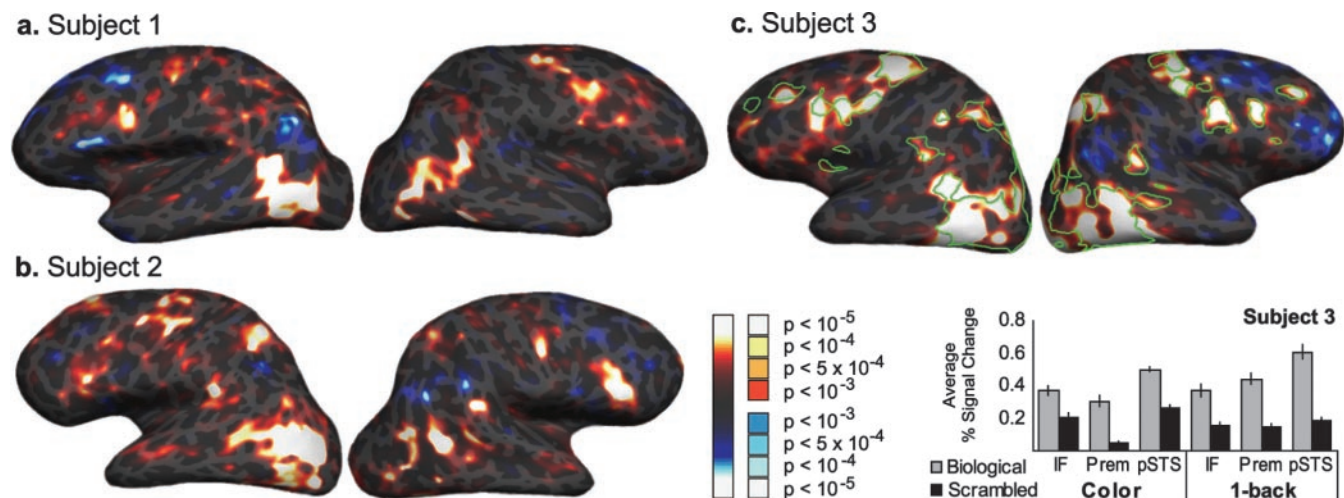 a. Subject 1
c. Subject 3
b. Subject 2
p < 10-5
p < 10-4
p < 5 x 10-4
p < 10-3
p < 10-3
p < 5 x 10-4
p < 10-4
p < 10-5
Subject 3
Average
% Signal Change
0.8
0.6
0.4
0.2
IF Prem pSTS IF Prem pSTS
Color 1-back
Biological
Scrambled